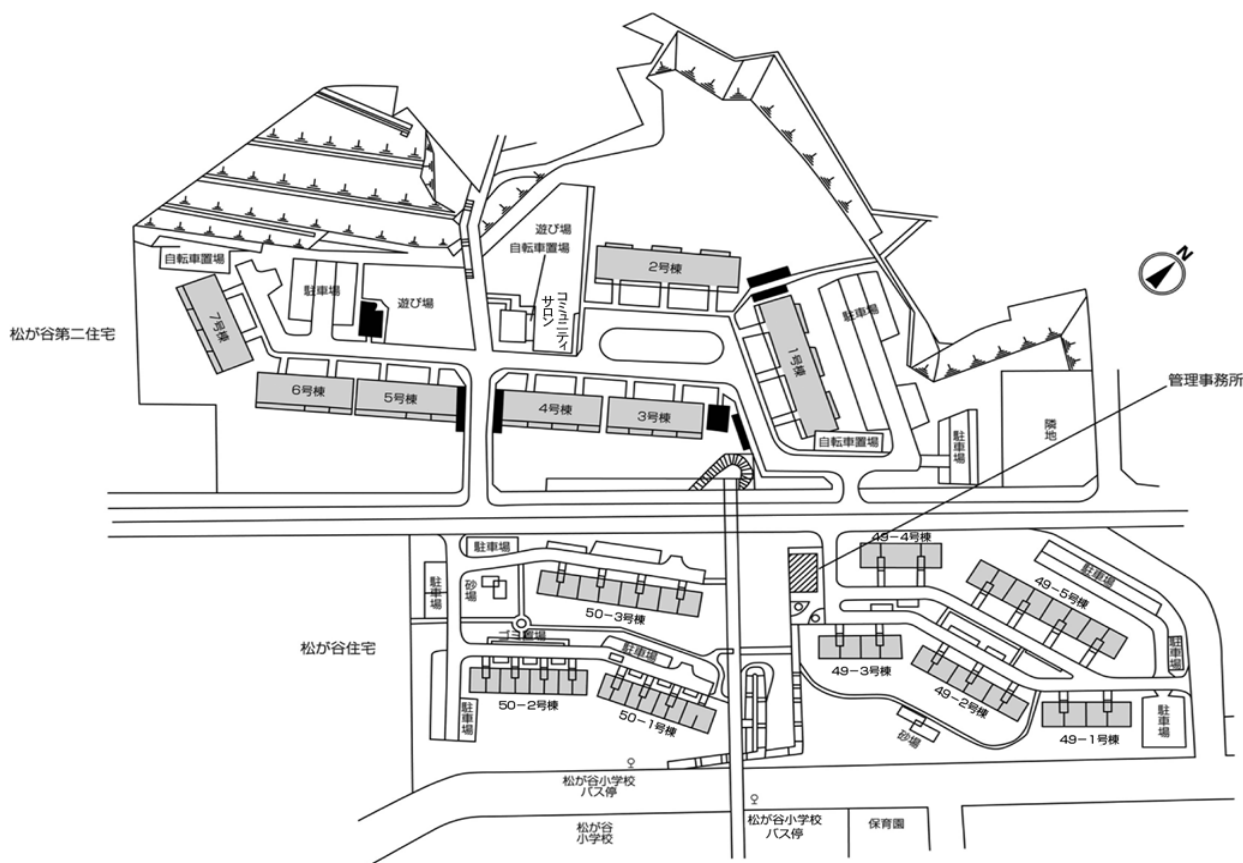 遊び場
自転車置場
2号棟
自転車置場
駐車場
遊び場
コミュニティ
サロン
N
駐車場
7号棟
1号棟
松が谷第二住宅
管理事務所
6号棟
5号棟
4号棟
3号棟
自転車置場
駐車場
隣地
駐車場
49-4号棟
駐車場
砂場
駐車場
49-5号棟
50-3号棟
ゴミ置場
松が谷住宅
駐車場
49-3号棟
駐車場
49-2号棟
50-2号棟
50-1号棟
駐車場
砂場
49-1号棟
駐車場
松が谷小学校
バス停
松が谷
小学校
松が谷小学校
バス停
保育園